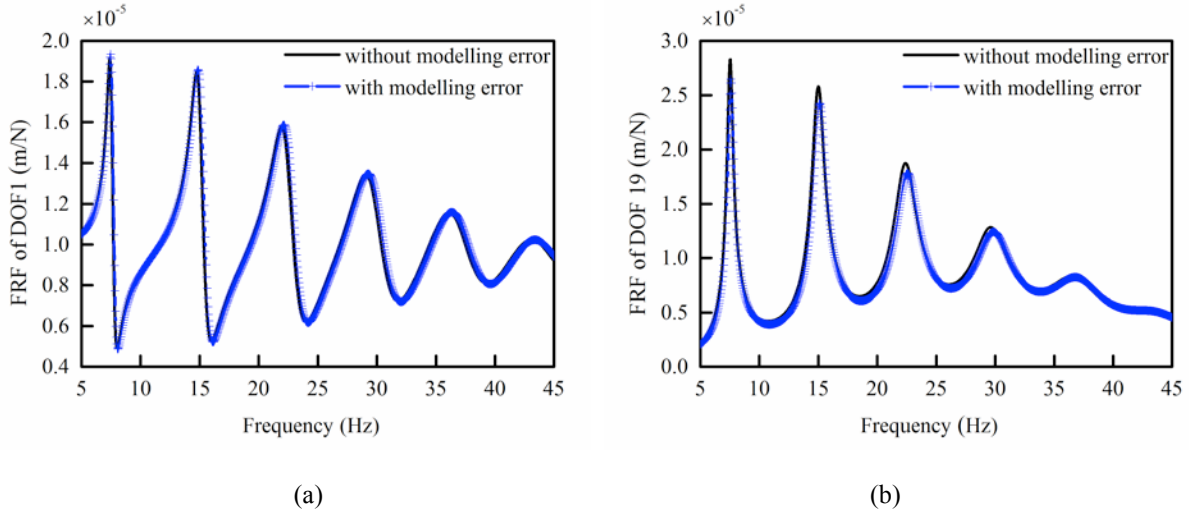 ×10⁻⁵
2.0
1.8
1.6
1.4
1.2
1.0
0.8
0.6
0.4
FRF of DOF1 (m/N)
without modelling error
with modelling error
5 10 15 20 25 30 35 40 45
Frequency (Hz)
(a)
×10⁻⁵
3.0
2.5
2.0
1.5
1.0
0.5
0.0
FRF of DOF 19 (m/N)
without modelling error
with modelling error
5 10 15 20 25 30 35 40 45
Frequency (Hz)
(b)